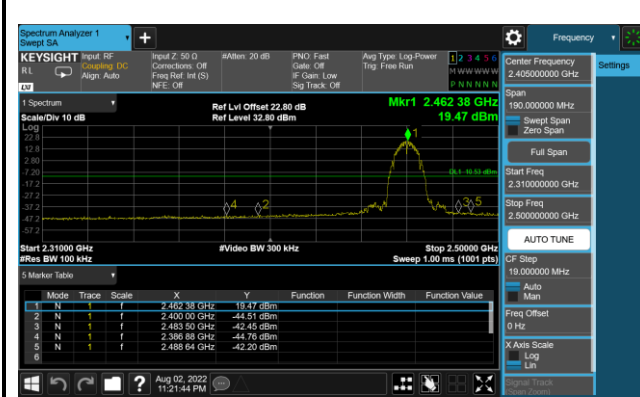 Spectrum Analyzer 1
Swept SA
+
Frequency
KEYSIGHT
Input: RF
Coupling: DC
Align: Auto
Input Z: 50 Ω
Corrections: Off
Freq Ref: Int (S)
NFE: Off
#Atten: 20 dB
PNO: Fast
Gate: Off
IF Gain: Low
Sig Track: Off
Avg Type: Log-Power
Trig: Free Run
1 2 3 4 5 6
M W W W W W
P N N N N N
RL
LXI
Settings
Center Frequency
2.405000000 GHz
Span
190.000000 MHz
Swept Span
Zero Span
Full Span
Start Freq
2.310000000 GHz
Stop Freq
2.500000000 GHz
AUTO TUNE
CF Step
19.000000 MHz
Auto
Man
Freq Offset
0 Hz
X Axis Scale
Log
Lin
Signal Track
(Span Zoom)
1 Spectrum
Scale/Div 10 dB
Log
Ref Lvl Offset 22.80 dB
Ref Level 32.80 dBm
Mkr1 2.462 38 GHz
19.47 dBm
22.8
12.8
2.80
-7.20
-17.2
-27.2
-37.2
-47.2
-57.2
DL1 -10.53 dBm
1
4
2
3
5
Start 2.31000 GHz
#Res BW 100 kHz
#Video BW 300 kHz
Stop 2.50000 GHz
Sweep 1.00 ms (1001 pts)
5 Marker Table
Mode Trace Scale X Y Function Function Width Function Value
1 N 1 f 2.462 38 GHz 19.47 dBm
2 N 1 f 2.400 00 GHz -44.51 dBm
3 N 1 f 2.483 50 GHz -42.45 dBm
4 N 1 f 2.386 88 GHz -44.76 dBm
5 N 1 f 2.488 64 GHz -42.20 dBm
6
?
Aug 02, 2022
11:21:44 PM